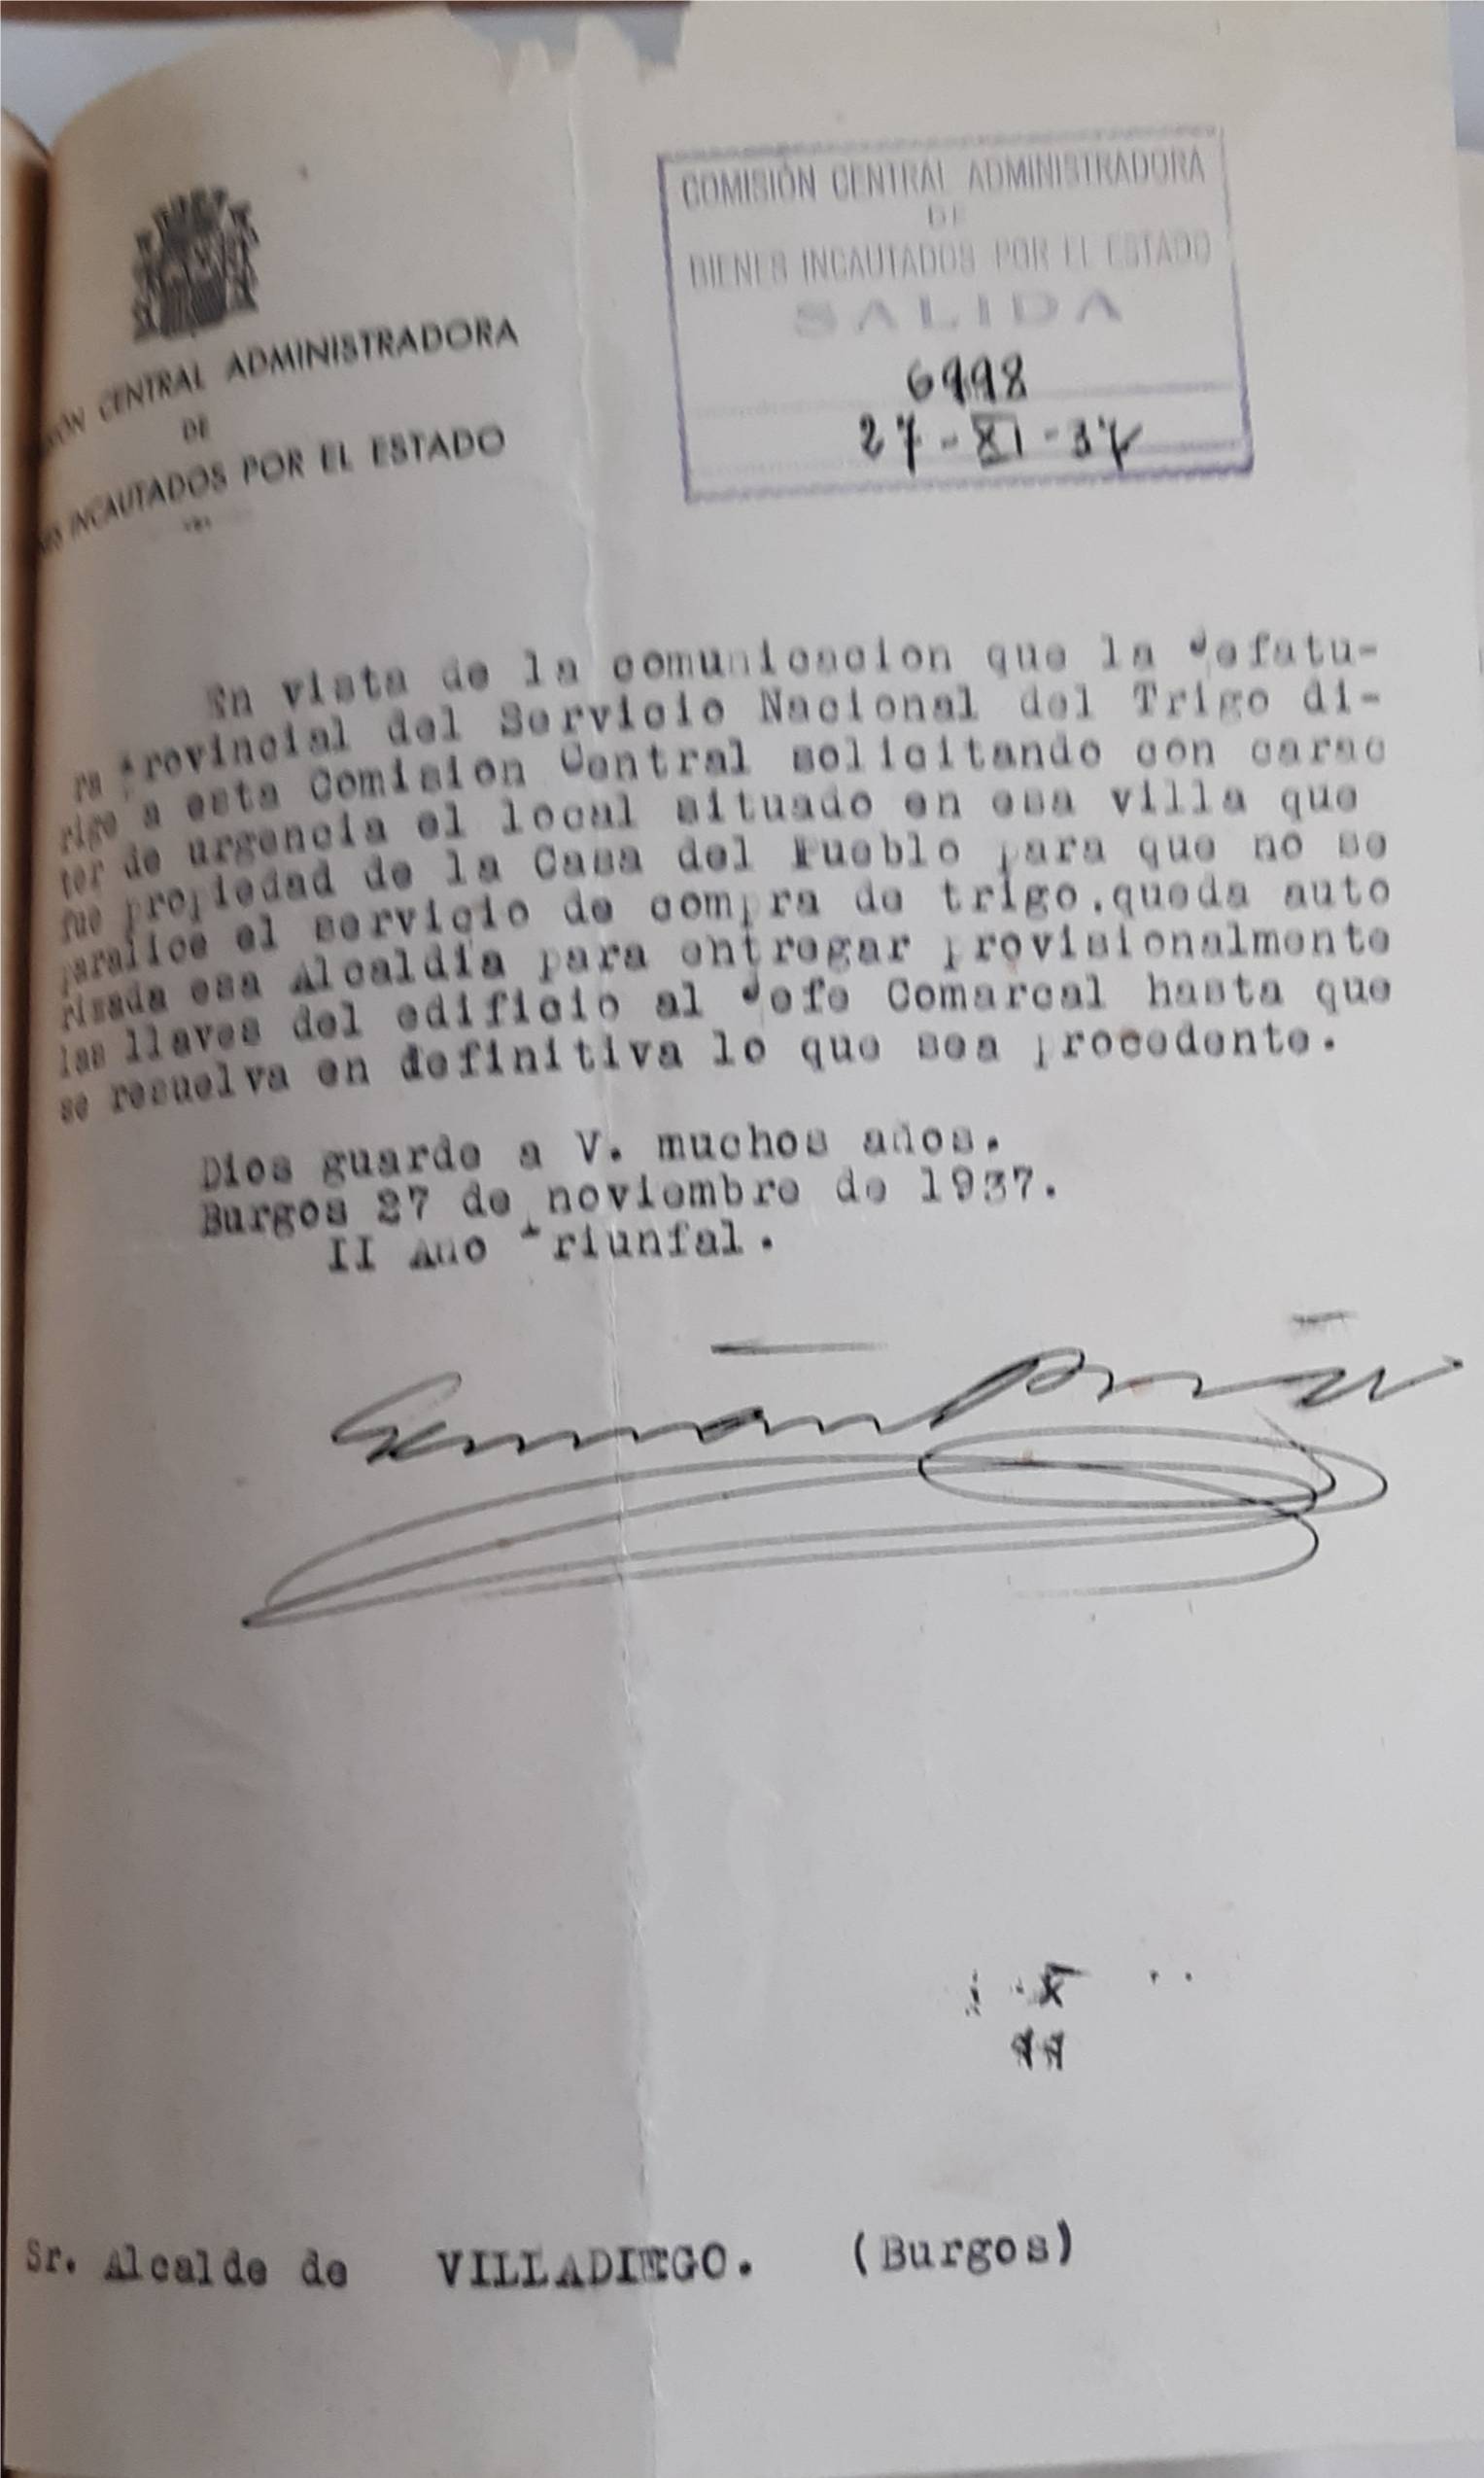 COMISIÓN CENTRAL ADMINISTRADORA
DE
BIENES INCAUTADOS POR EL ESTADO
SALIDA
6998
27-XI-37
CENTRAL ADMINISTRADORA
DE
INCAUTADOS POR EL ESTADO
En vista de la comunicacion que la Jefatu-
ra Provincial del Servicio Nacional del Trigo di-
rige a esta Comision Central solicitando con carac
ter de urgencia el local situado en esa villa que
fue propiedad de la Casa del Pueblo para que no se
paralice el servicio de compra de trigo.queda auto
rizada esa Alcaldia para entregar provisionalmente
las llaves del edificio al Jefe Comarcal hasta que
se resuelva en definitiva lo que sea procedente.
Dios guarde a V. muchos años.
Burgos 27 de noviembre de 1937.
II Año Triunfal.
Sr. Alcalde de VILLADIEGO. (Burgos)